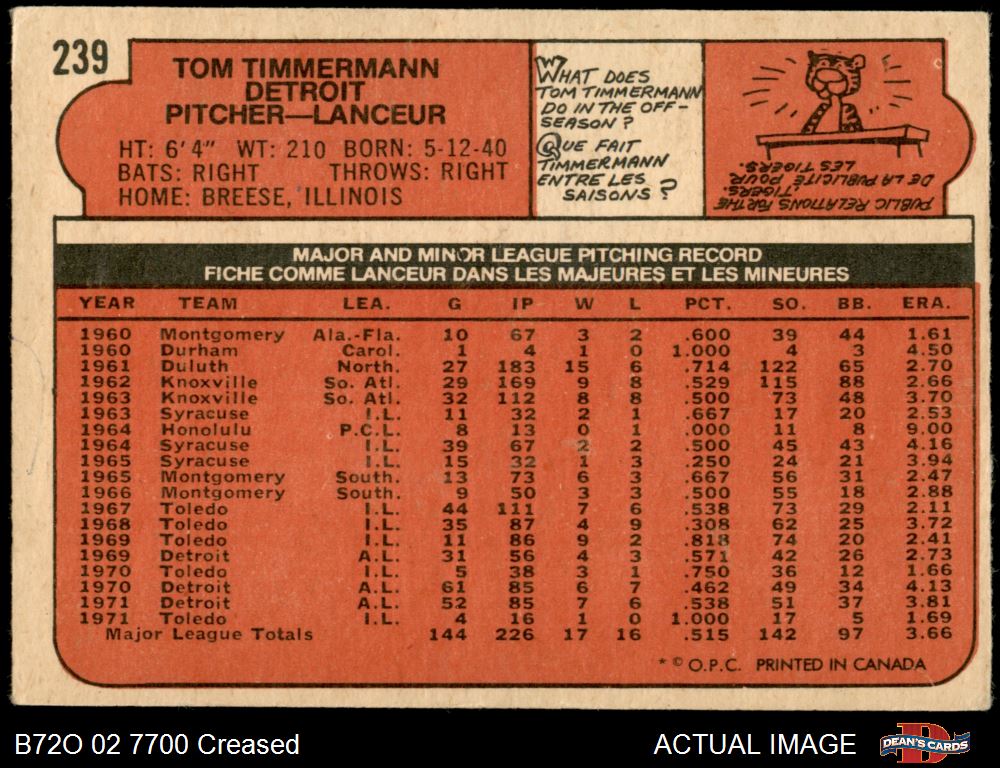 239
TOM TIMMERMANN
DETROIT
PITCHER—LANCEUR
HT: 6'4" WT: 210 BORN: 5-12-40
BATS: RIGHT THROWS: RIGHT
HOME: BREESE, ILLINOIS
WHAT DOES
TOM TIMMERMANN
DO IN THE OFF-
SEASON?
QUE FAIT
TIMMERMANN
ENTRE LES
SAISONS?
PUBLIC RELATIONS FOR THE
TIGERS.
DE LA PUBLICITÉ POUR
LES TIGERS.
MAJOR AND MINOR LEAGUE PITCHING RECORD
FICHE COMME LANCEUR DANS LES MAJEURES ET LES MINEURES
YEAR TEAM LEA. G IP W L PCT. SO. BB. ERA.
1960 Montgomery Ala.-Fla. 10 67 3 2 .600 39 44 1.61
1960 Durham Carol. 1 4 1 0 1.000 4 3 4.50
1961 Duluth North. 27 183 15 6 .714 122 65 2.70
1962 Knoxville So. Atl. 29 169 9 8 .529 115 88 2.66
1963 Knoxville So. Atl. 32 112 8 8 .500 73 48 3.70
1963 Syracuse I.L. 11 32 2 1 .667 17 20 2.53
1964 Honolulu P.C.L. 8 13 0 1 .000 11 8 9.00
1964 Syracuse I.L. 39 67 2 2 .500 45 43 4.16
1965 Syracuse I.L. 15 32 1 3 .250 24 21 3.94
1965 Montgomery South. 13 73 6 3 .667 56 31 2.47
1966 Montgomery South. 9 50 3 3 .500 55 18 2.88
1967 Toledo I.L. 44 111 7 6 .538 73 29 2.11
1968 Toledo I.L. 35 87 4 9 .308 62 25 3.72
1969 Toledo I.L. 11 86 9 2 .818 74 20 2.41
1969 Detroit A.L. 31 56 4 3 .571 42 26 2.73
1970 Toledo I.L. 5 38 3 1 .750 36 12 1.66
1970 Detroit A.L. 61 85 6 7 .462 49 34 4.13
1971 Detroit A.L. 52 85 7 6 .538 51 37 3.81
1971 Toledo I.L. 4 16 1 0 1.000 17 5 1.69
Major League Totals 144 226 17 16 .515 142 97 3.66
* © O.P.C. PRINTED IN CANADA
B72O 02 7700 Creased
ACTUAL IMAGE
DEAN'S CARDS